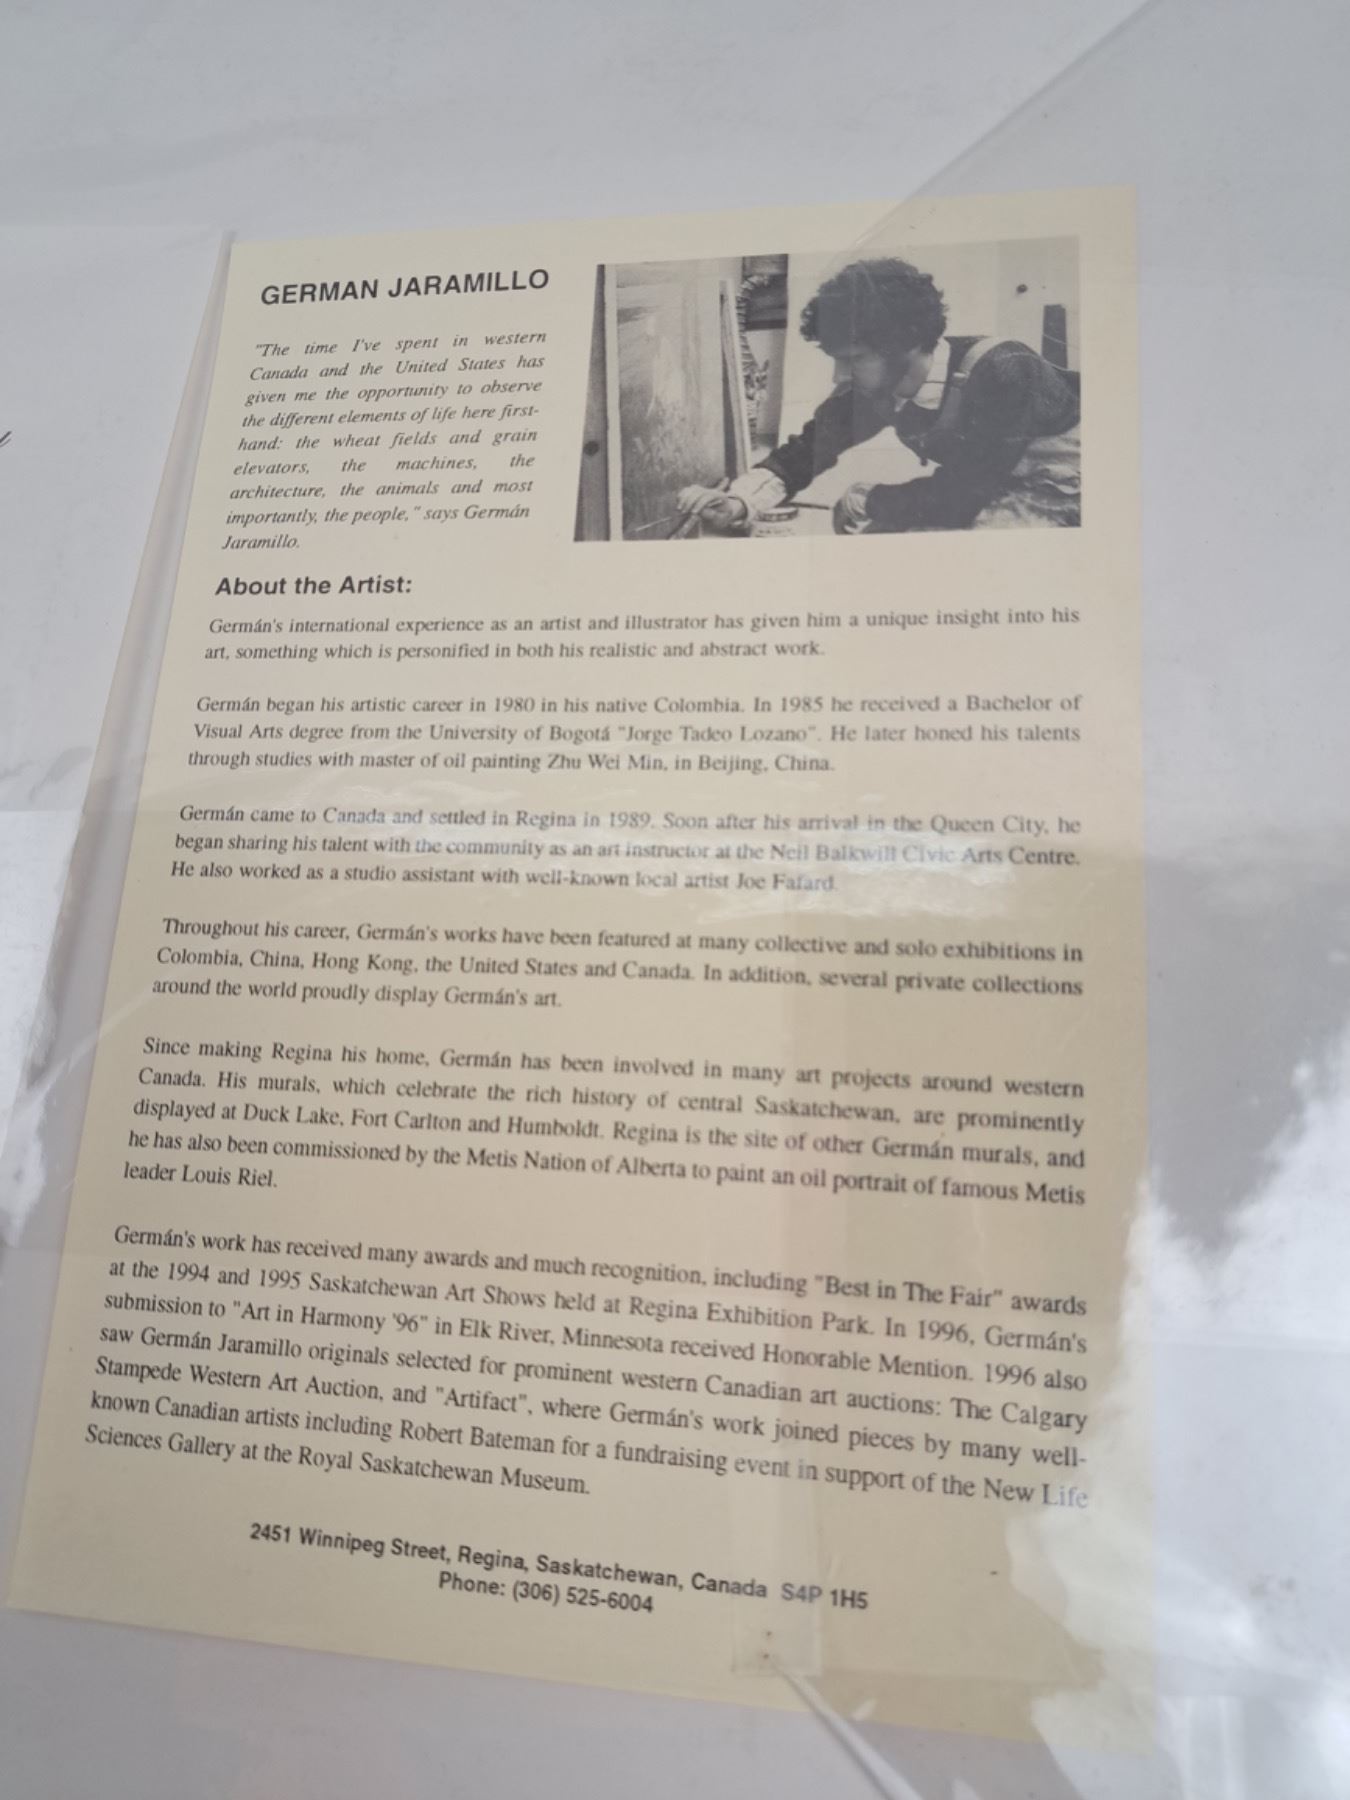 GERMAN JARAMILLO
"The time I've spent in western
Canada and the United States has
given me the opportunity to observe
the different elements of life here first-
hand: the wheat fields and grain
elevators, the machines, the
architecture, the animals and most
importantly, the people," says Germán
Jaramillo.
About the Artist:
Germán's international experience as an artist and illustrator has given him a unique insight into his
art, something which is personified in both his realistic and abstract work.
Germán began his artistic career in 1980 in his native Colombia. In 1985 he received a Bachelor of
Visual Arts degree from the University of Bogotá "Jorge Tadeo Lozano". He later honed his talents
through studies with master of oil painting Zhu Wei Min, in Beijing, China.
Germán came to Canada and settled in Regina in 1989. Soon after his arrival in the Queen City, he
began sharing his talent with the community as an art instructor at the Neil Balkwill Civic Arts Centre.
He also worked as a studio assistant with well-known local artist Joe Fafard.
Throughout his career, Germán's works have been featured at many collective and solo exhibitions in
Colombia, China, Hong Kong, the United States and Canada. In addition, several private collections
around the world proudly display Germán's art.
Since making Regina his home, Germán has been involved in many art projects around western
Canada. His murals, which celebrate the rich history of central Saskatchewan, are prominently
displayed at Duck Lake, Fort Carlton and Humboldt. Regina is the site of other Germán murals, and
he has also been commissioned by the Metis Nation of Alberta to paint an oil portrait of famous Metis
leader Louis Riel.
Germán's work has received many awards and much recognition, including "Best in The Fair" awards
at the 1994 and 1995 Saskatchewan Art Shows held at Regina Exhibition Park. In 1996, Germán's
submission to "Art in Harmony '96" in Elk River, Minnesota received Honorable Mention. 1996 also
saw Germán Jaramillo originals selected for prominent western Canadian art auctions: The Calgary
Stampede Western Art Auction, and "Artifact", where Germán's work joined pieces by many well-
known Canadian artists including Robert Bateman for a fundraising event in support of the New Life
Sciences Gallery at the Royal Saskatchewan Museum.
2451 Winnipeg Street, Regina, Saskatchewan, Canada S4P 1H5
Phone: (306) 525-6004